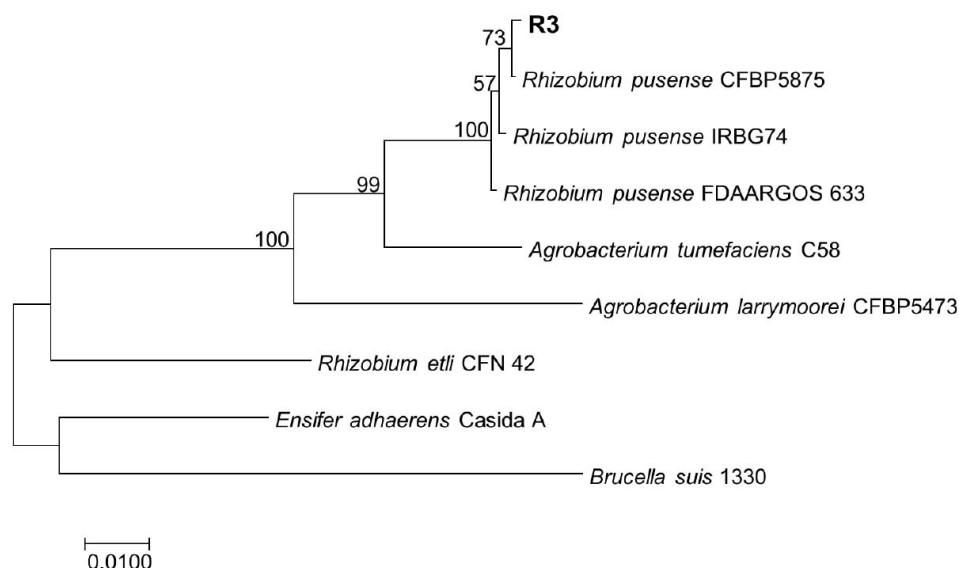 R3
73
Rhizobium pusense CFBP5875
57
Rhizobium pusense IRBG74
100
Rhizobium pusense FDAARGOS 633
99
Agrobacterium tumefaciens C58
100
Agrobacterium larrymoorei CFBP5473
Rhizobium etli CFN 42
Ensifer adhaerens Casida A
Brucella suis 1330
0.0100